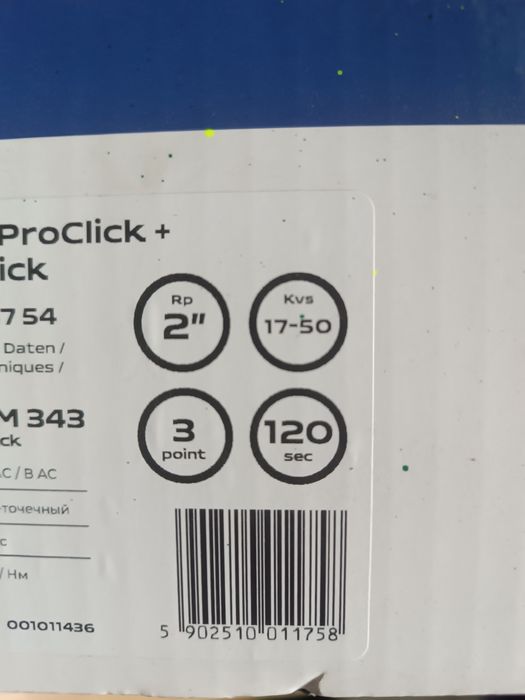 ProClick +
ick
7 54
Daten /
niques /
M 343
ck
C / B AC
-точечный
с
/ Нм
001011436
Rp
2"
Kvs
17-50
3
point
120
sec
5 902510 011758